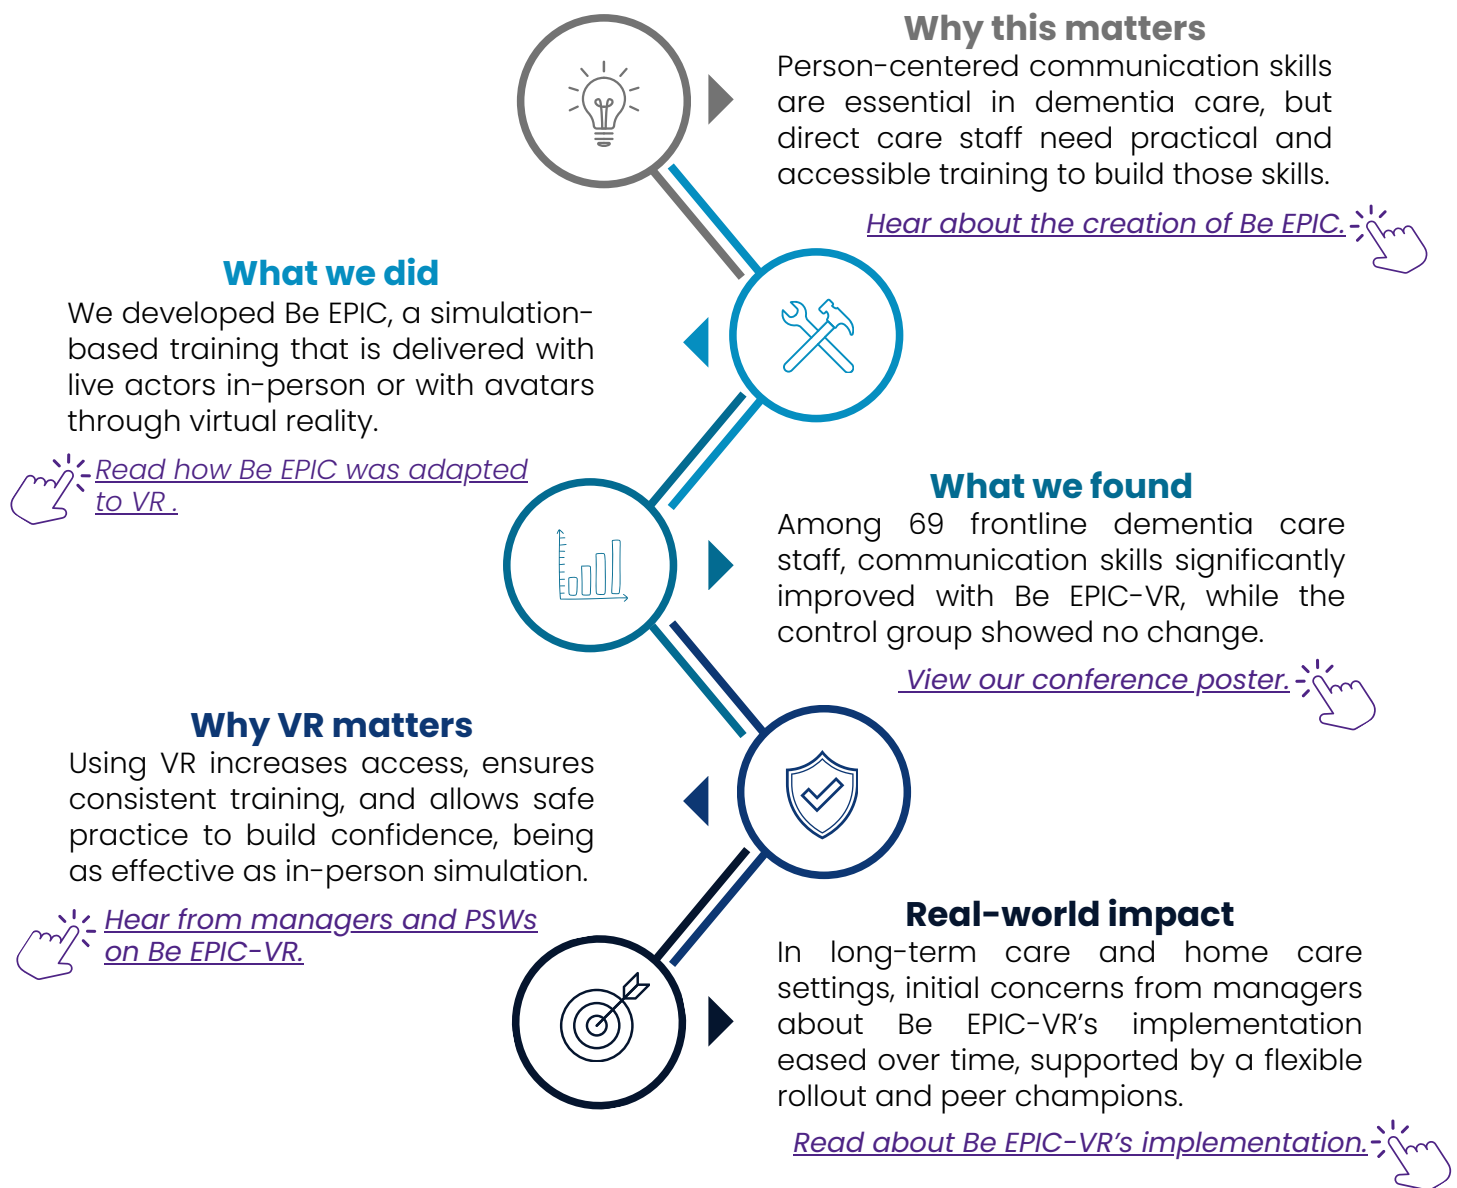 Why this matters
Person-centered communication skills
are essential in dementia care, but
direct care staff need practical and
accessible training to build those skills.
Hear about the creation of Be EPIC.
What we did
We developed Be EPIC, a simulation-
based training that is delivered with
live actors in-person or with avatars
through virtual reality.
Read how Be EPIC was adapted
to VR .
What we found
Among 69 frontline dementia care
staff, communication skills significantly
improved with Be EPIC-VR, while the
control group showed no change.
View our conference poster.
Why VR matters
Using VR increases access, ensures
consistent training, and allows safe
practice to build confidence, being
as effective as in-person simulation.
Hear from managers and PSWs
on Be EPIC-VR.
Real-world impact
In long-term care and home care
settings, initial concerns from managers
about Be EPIC-VR’s implementation
eased over time, supported by a flexible
rollout and peer champions.
Read about Be EPIC-VR’s implementation.